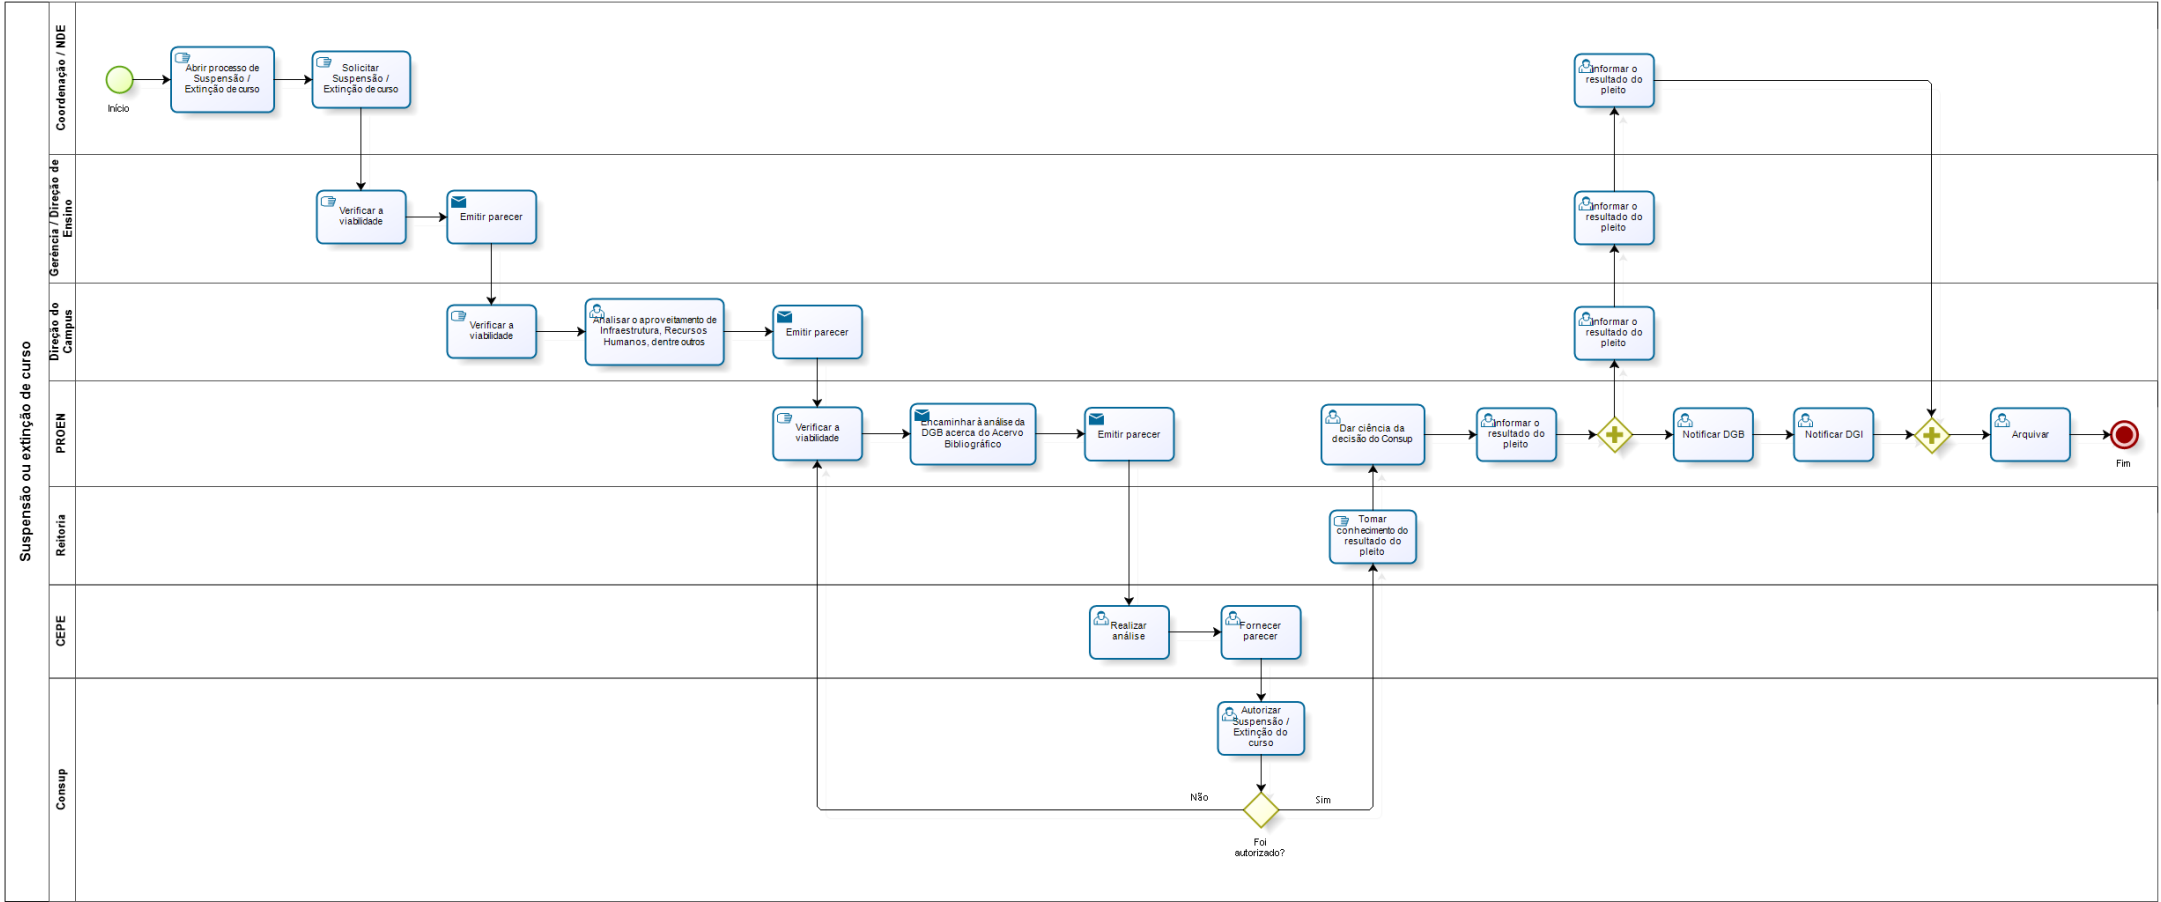 Suspensão ou extinção de curso
Coordenação / NDE
Início
Abrir processo de
Suspensão /
Extinção de curso
Solicitar
Suspensão /
Extinção de curso
Informar o
resultado do
pleito
Gerência / Direção de
Ensino
Verificar a
viabilidade
Emitir parecer
Informar o
resultado do
pleito
Direção do
Campus
Verificar a
viabilidade
Analisar o aproveitamento de
Infraestrutura, Recursos
Humanos, dentre outros
Emitir parecer
Informar o
resultado do
pleito
PROEN
Verificar a
viabilidade
Encaminhar à análise da
DGB acerca do Acervo
Bibliográfico
Emitir parecer
Dar ciência da
decisão do Consup
Informar o
resultado do
pleito
Notificar DGB
Notificar DGI
Arquivar
Fim
Reitoria
Tomar
conhecimento do
resultado do
pleito
CEPE
Realizar
análise
Fornecer
parecer
Consup
Autorizar
Suspensão /
Extinção do
curso
Não
Sim
Foi
autorizado?